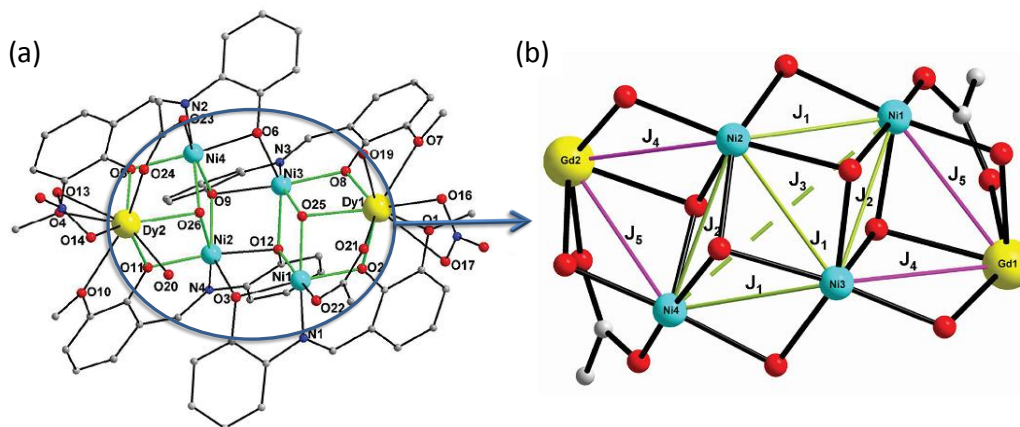 (a)
N2
O23
O6
Ni4
N3
O7
O19
O5
O24
Ni3
O8
O13
O9
Dy1
O16
O4
O25
O1
O14
Dy2
O26
Ni2
O12
O21
O17
O11
O20
Ni1
O2
O10
N4
O3
O22
N1
(b)
Ni1
J1
Ni2
J4
Gd2
J3
J2
J5
J5
J2
J1
Gd1
J4
Ni3
J1
Ni4